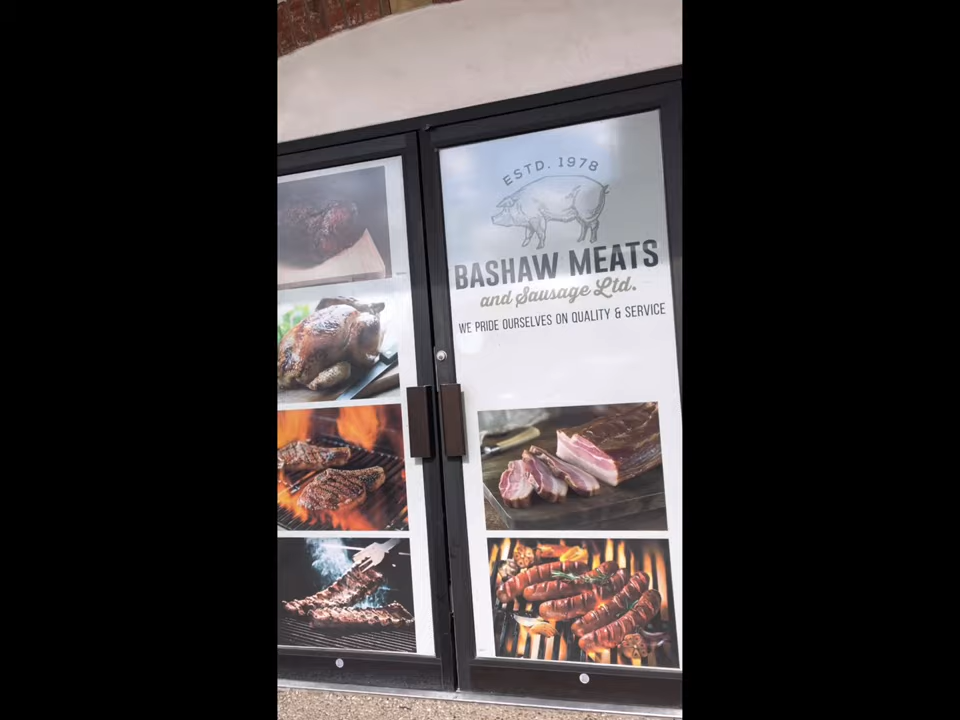 ESTD. 1978
BASHAW MEATS
and Sausage Ltd.
WE PRIDE OURSELVES ON QUALITY & SERVICE